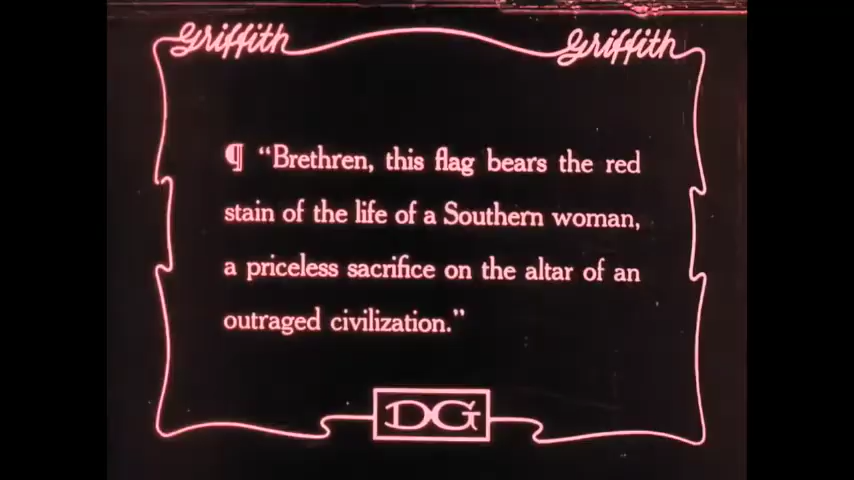 Griffith Griffith
¶ “Brethren, this flag bears the red
stain of the life of a Southern woman,
a priceless sacrifice on the altar of an
outraged civilization.”
DG